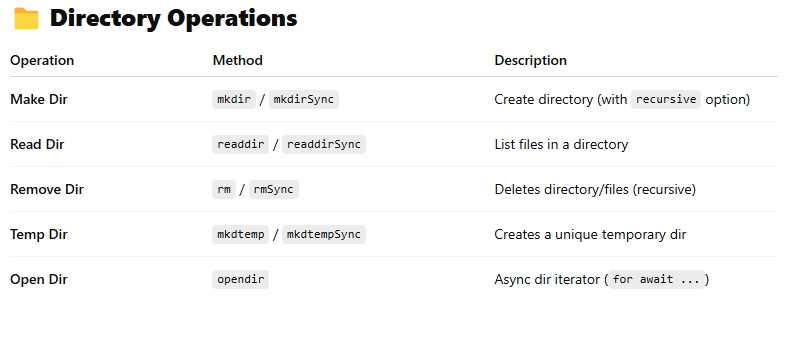 📁 Directory Operations
Operation Method Description
Make Dir mkdir / mkdirSync Create directory (with recursive option)
Read Dir readdir / readdirSync List files in a directory
Remove Dir rm / rmSync Deletes directory/files (recursive)
Temp Dir mkdtemp / mkdtempSync Creates a unique temporary dir
Open Dir opendir Async dir iterator (for await ...)